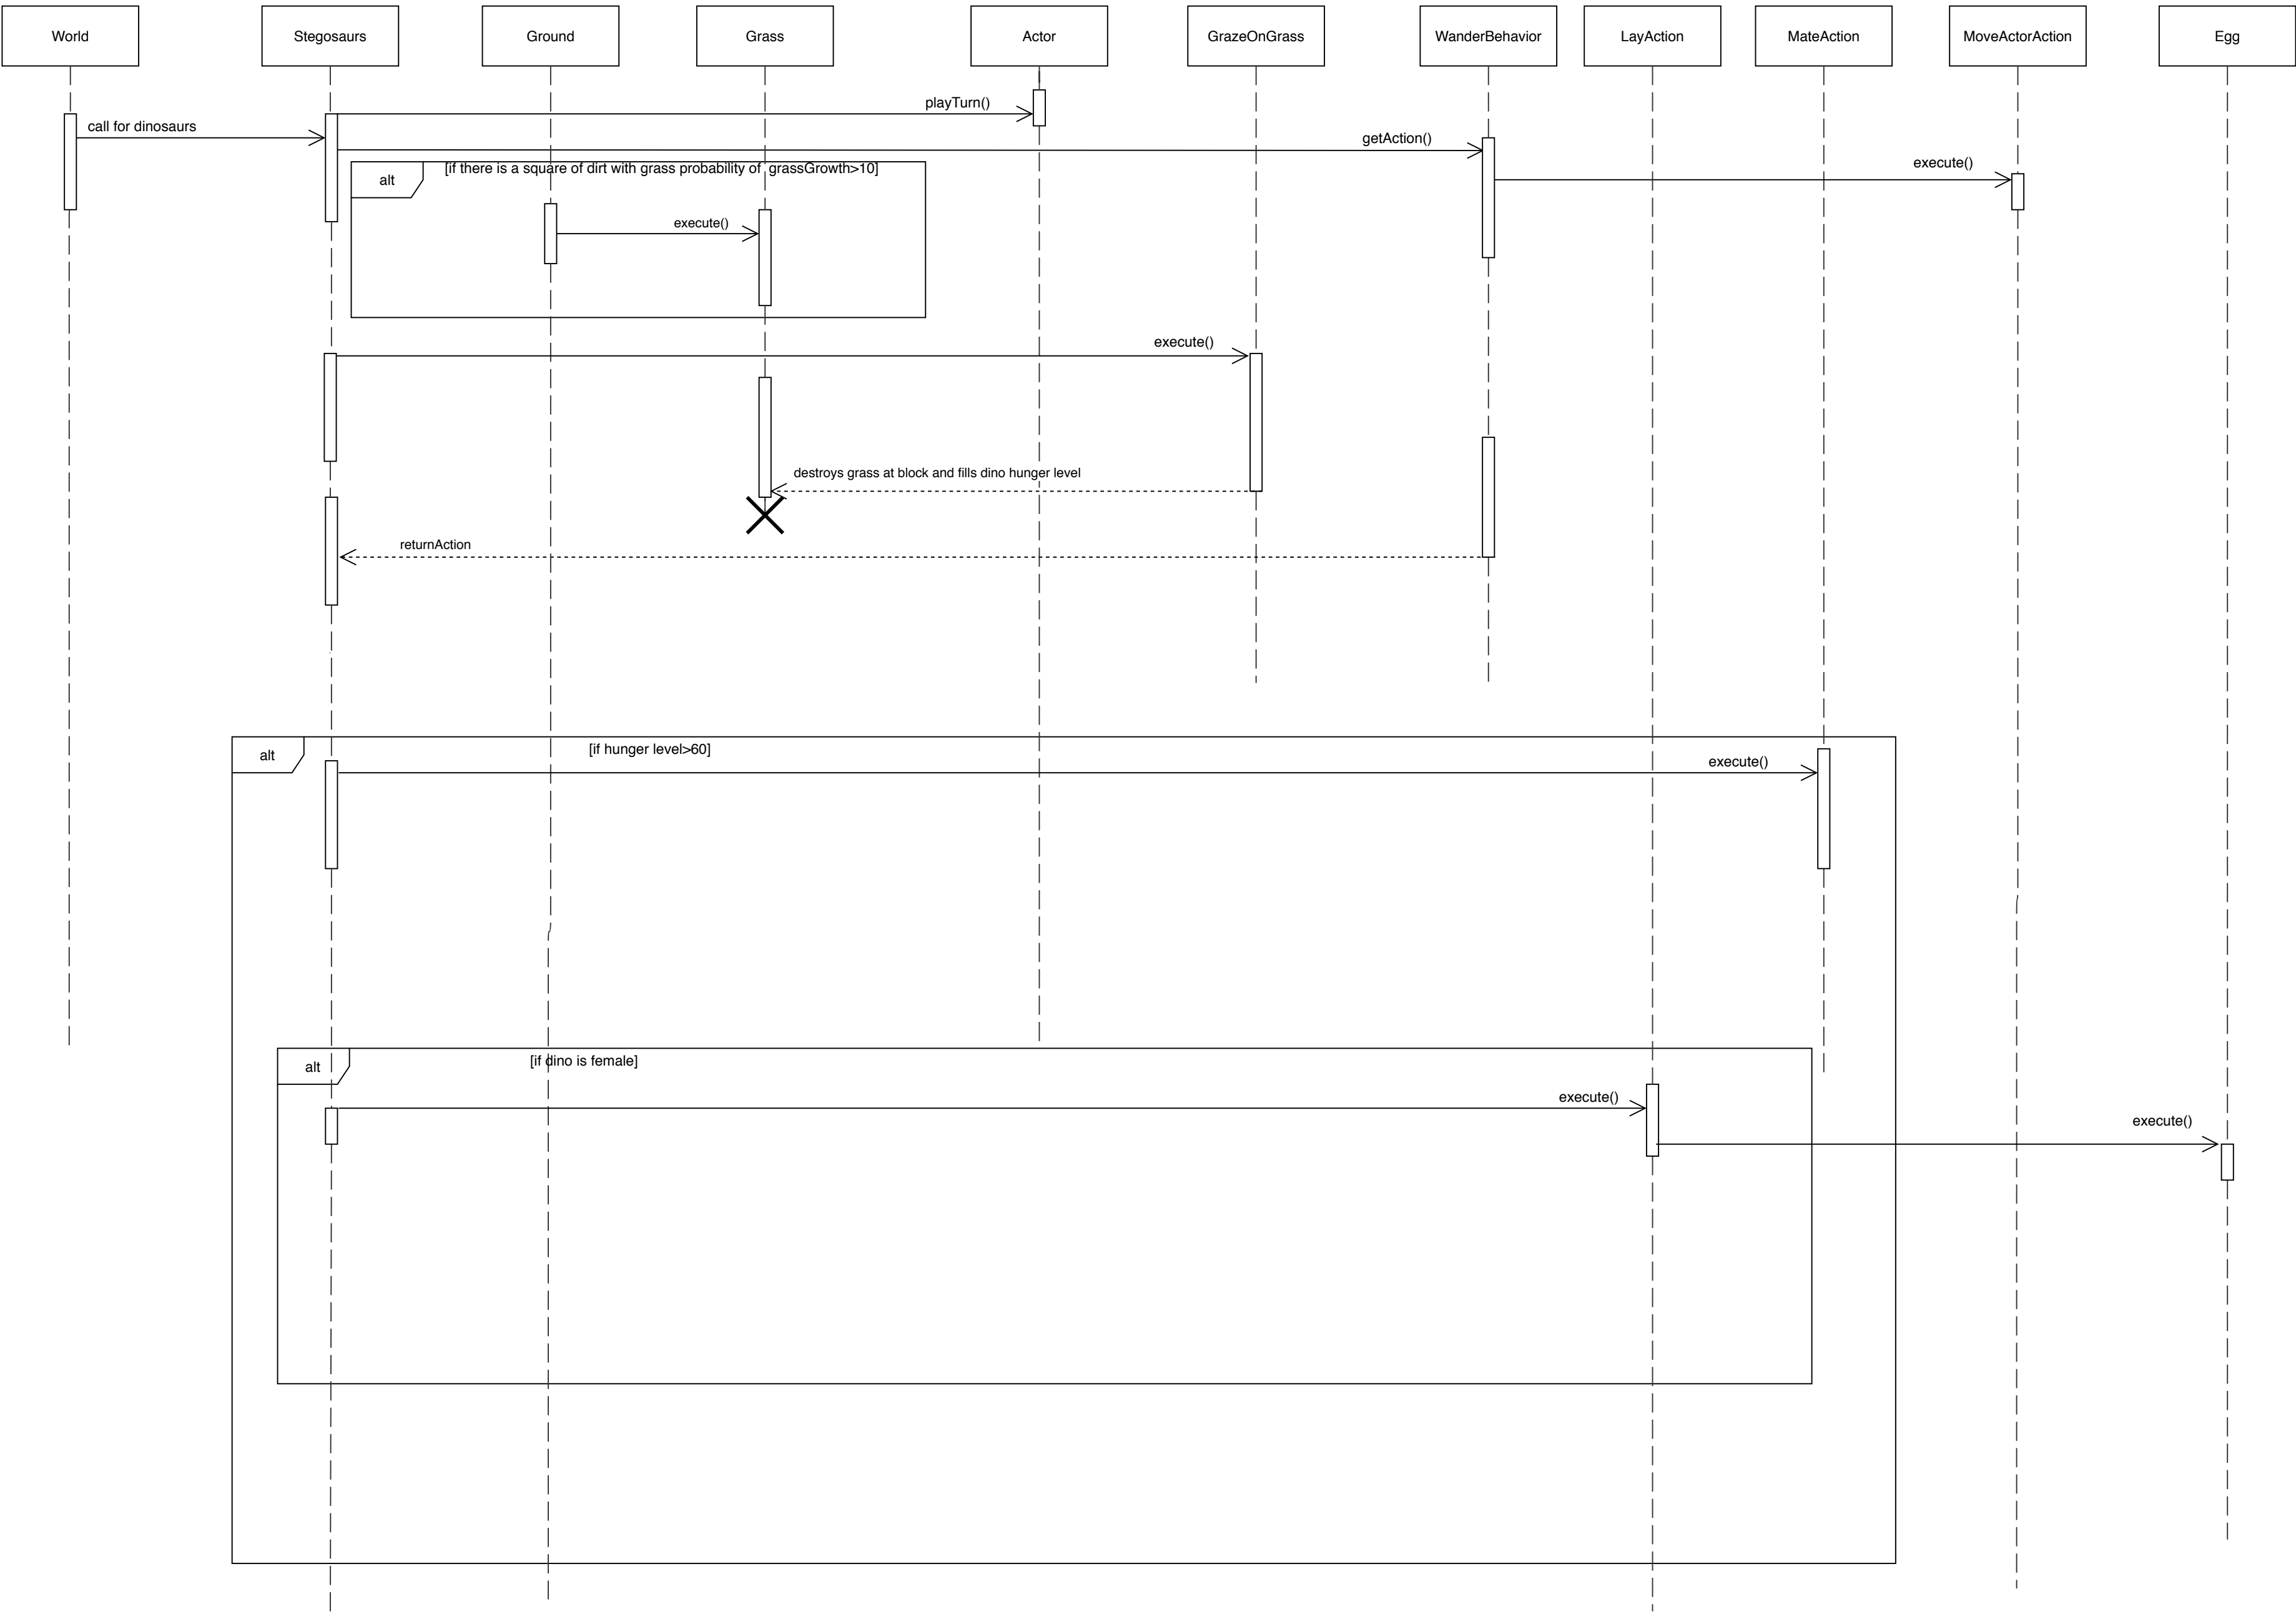 World
Stegosaurs
Ground
Grass
Actor
GrazeOnGrass
WanderBehavior
LayAction
MateAction
MoveActorAction
Egg
playTurn()
call for dinosaurs
getAction()
execute()
[if there is a square of dirt with grass probability of grassGrowth>10]
alt
execute()
execute()
destroys grass at block and fills dino hunger level
returnAction
[if hunger level>60]
alt
execute()
[if dino is female]
alt
execute()
execute()